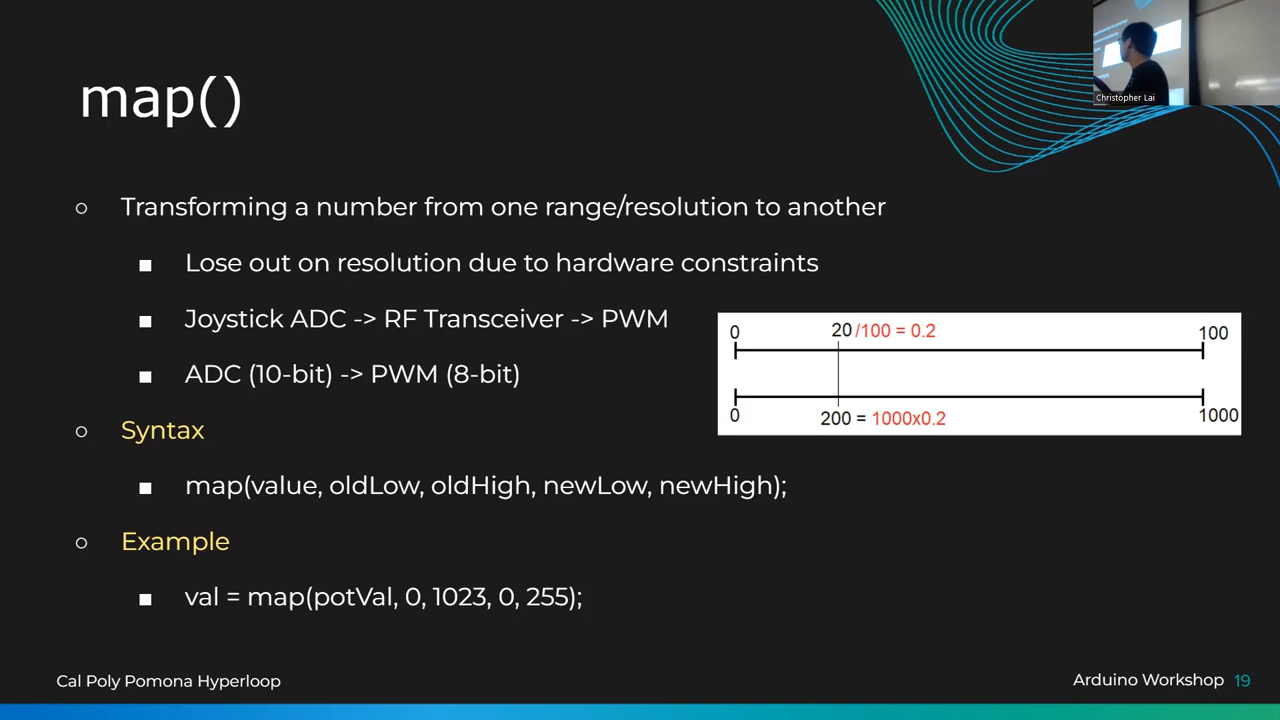 map()
Christopher Lai
Transforming a number from one range/resolution to another
Lose out on resolution due to hardware constraints
Joystick ADC -> RF Transceiver -> PWM
ADC (10-bit) -> PWM (8-bit)
0 20/100 = 0.2 100
0 200 = 1000x0.2 1000
Syntax
map(value, oldLow, oldHigh, newLow, newHigh);
Example
val = map(potVal, 0, 1023, 0, 255);
Cal Poly Pomona Hyperloop
Arduino Workshop 19